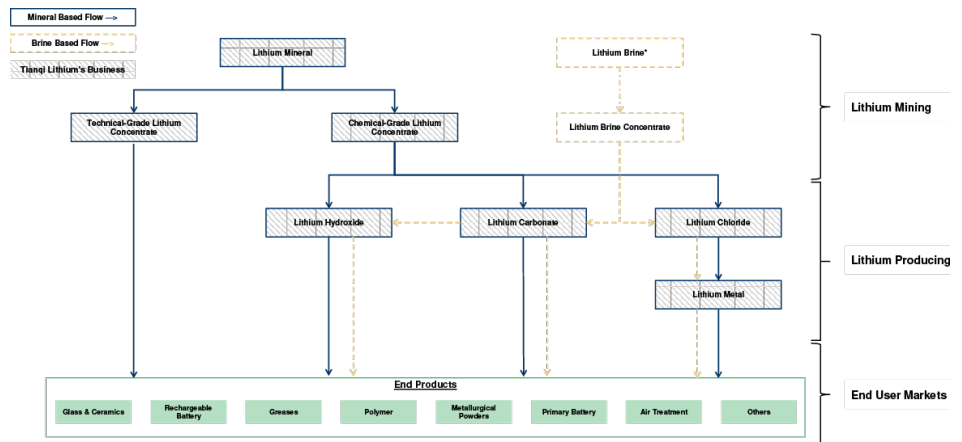 Mineral Based Flow
Brine Based Flow
Tianqi Lithium's Business
Lithium Mineral
Lithium Brine*
Lithium Mining
Technical-Grade Lithium
Concentrate
Chemical-Grade Lithium
Concentrate
Lithium Brine Concentrate
Lithium Hydroxide
Lithium Carbonate
Lithium Chloride
Lithium Producing
Lithium Metal
End Products
End User Markets
Glass & Ceramics
Rechargeable
Battery
Greases
Polymer
Metallurgical
Powders
Primary Battery
Air Treatment
Others